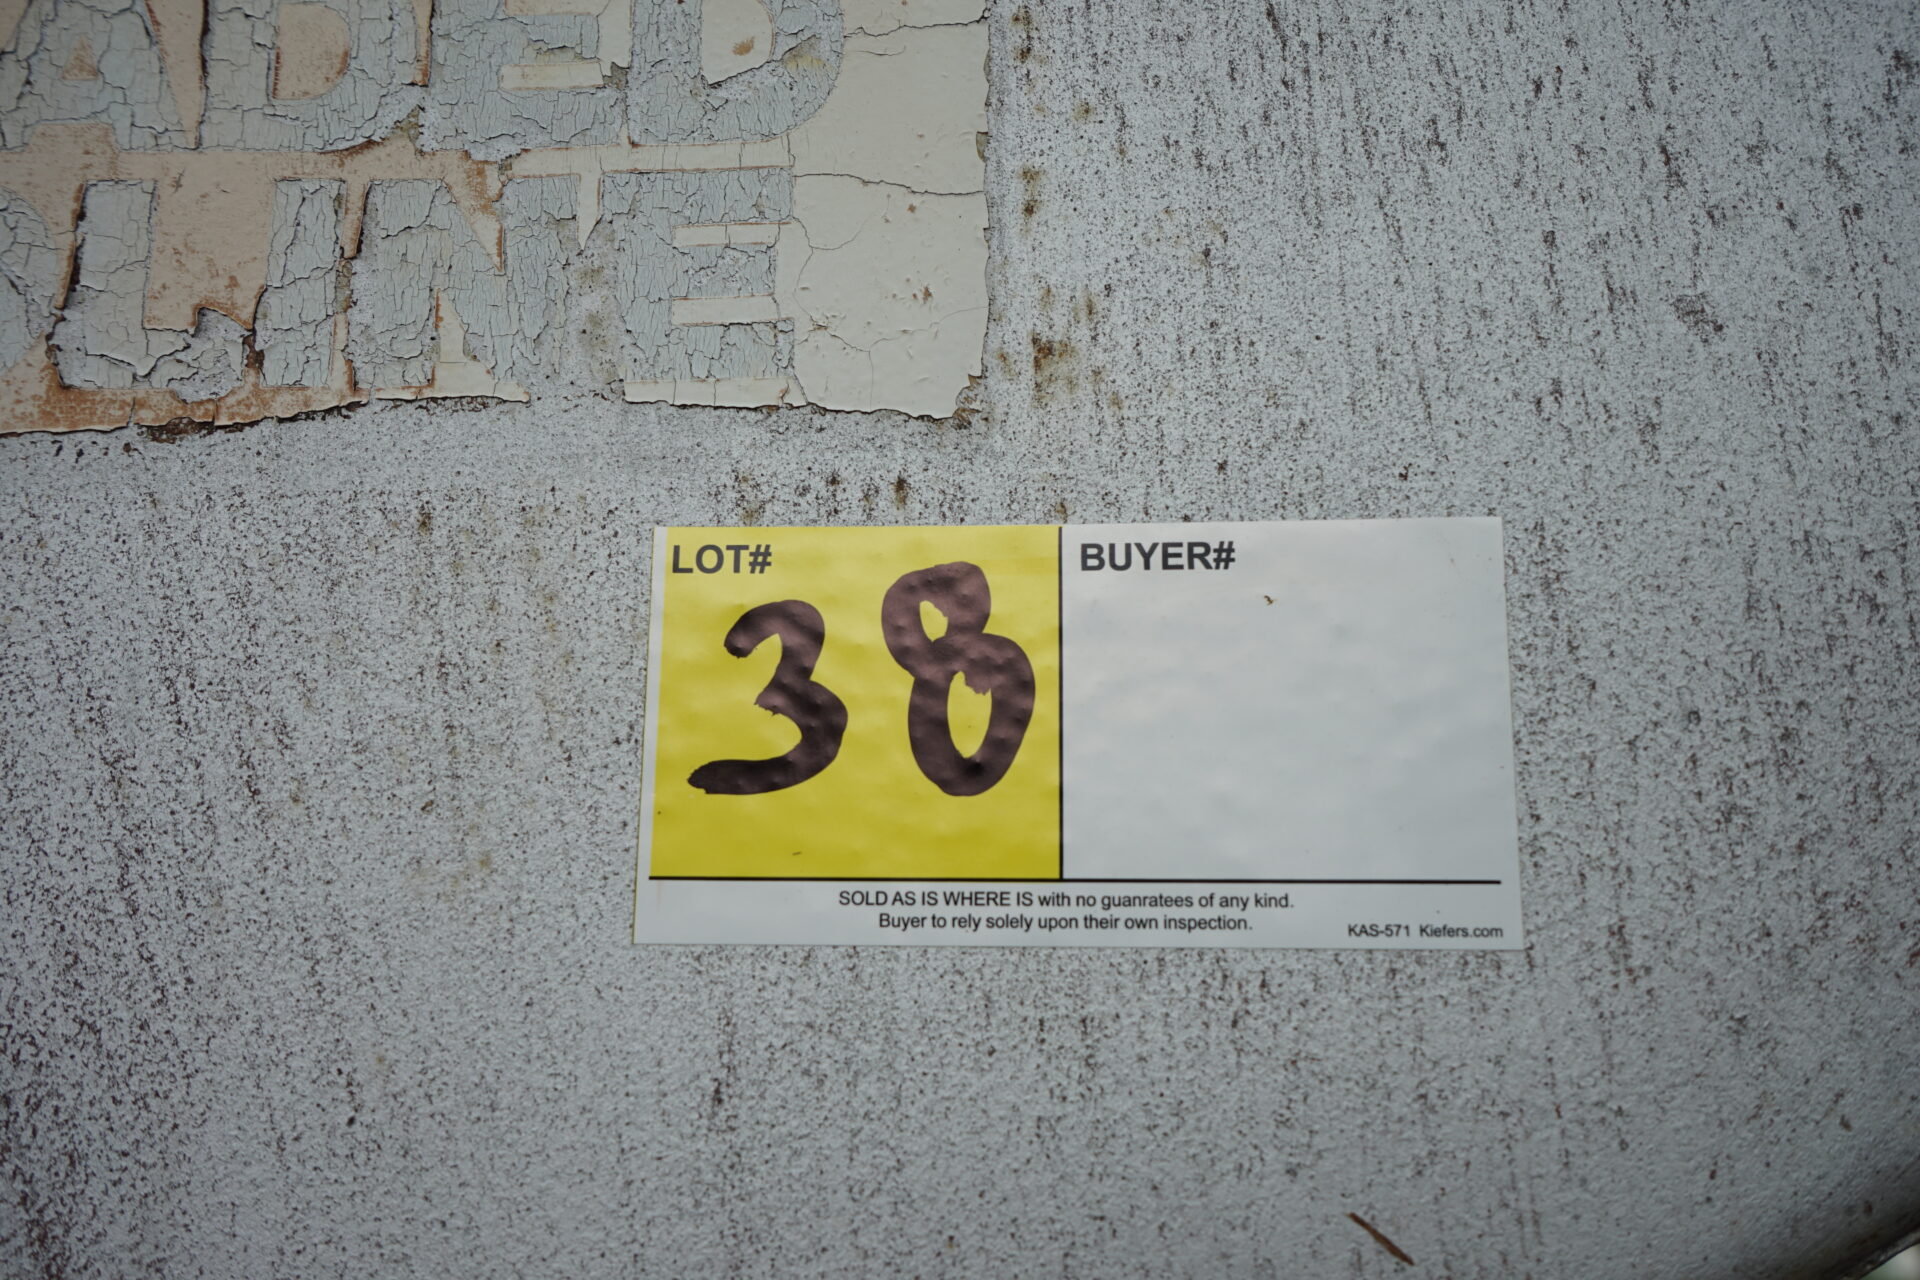 ADED
OLINE
LOT#
38
BUYER#
SOLD AS IS WHERE IS with no guanratees of any kind.
Buyer to rely solely upon their own inspection.
KAS-571 Kiefers.com